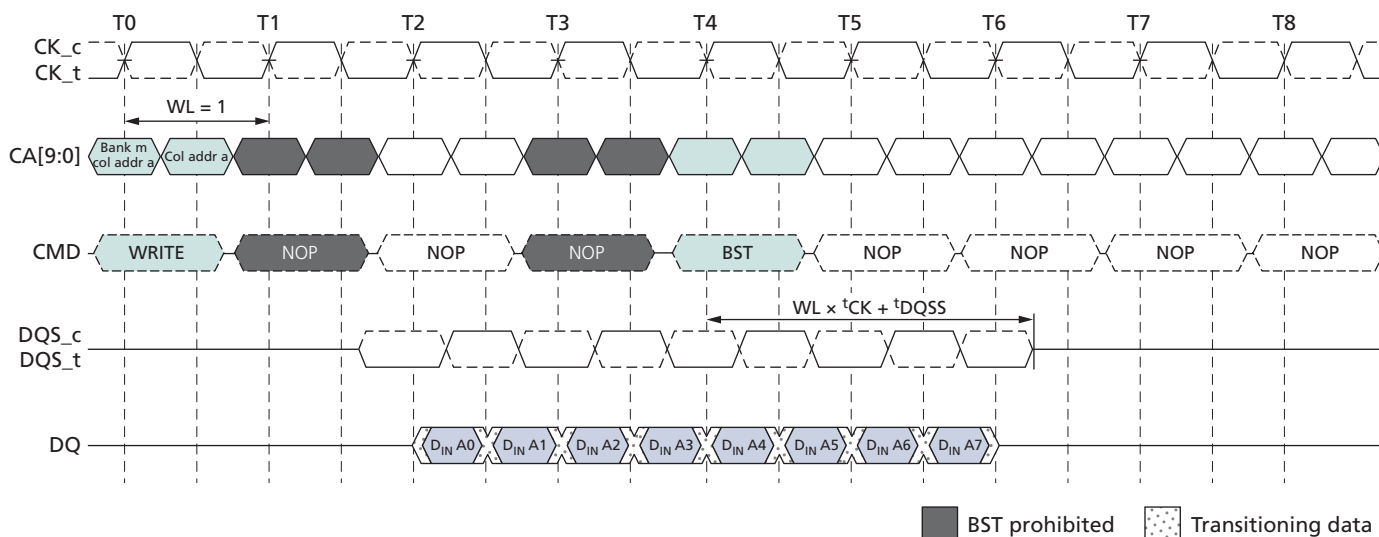 T0 T1 T2 T3 T4 T5 T6 T7 T8
CK_c
CK_t
WL = 1
CA[9:0] Bank m col addr a Col addr a
CMD WRITE NOP NOP NOP BST NOP NOP NOP NOP
WL × tCK + tDQSS
DQS_c
DQS_t
DQ DIN A0 DIN A1 DIN A2 DIN A3 DIN A4 DIN A5 DIN A6 DIN A7
BST prohibited Transitioning data